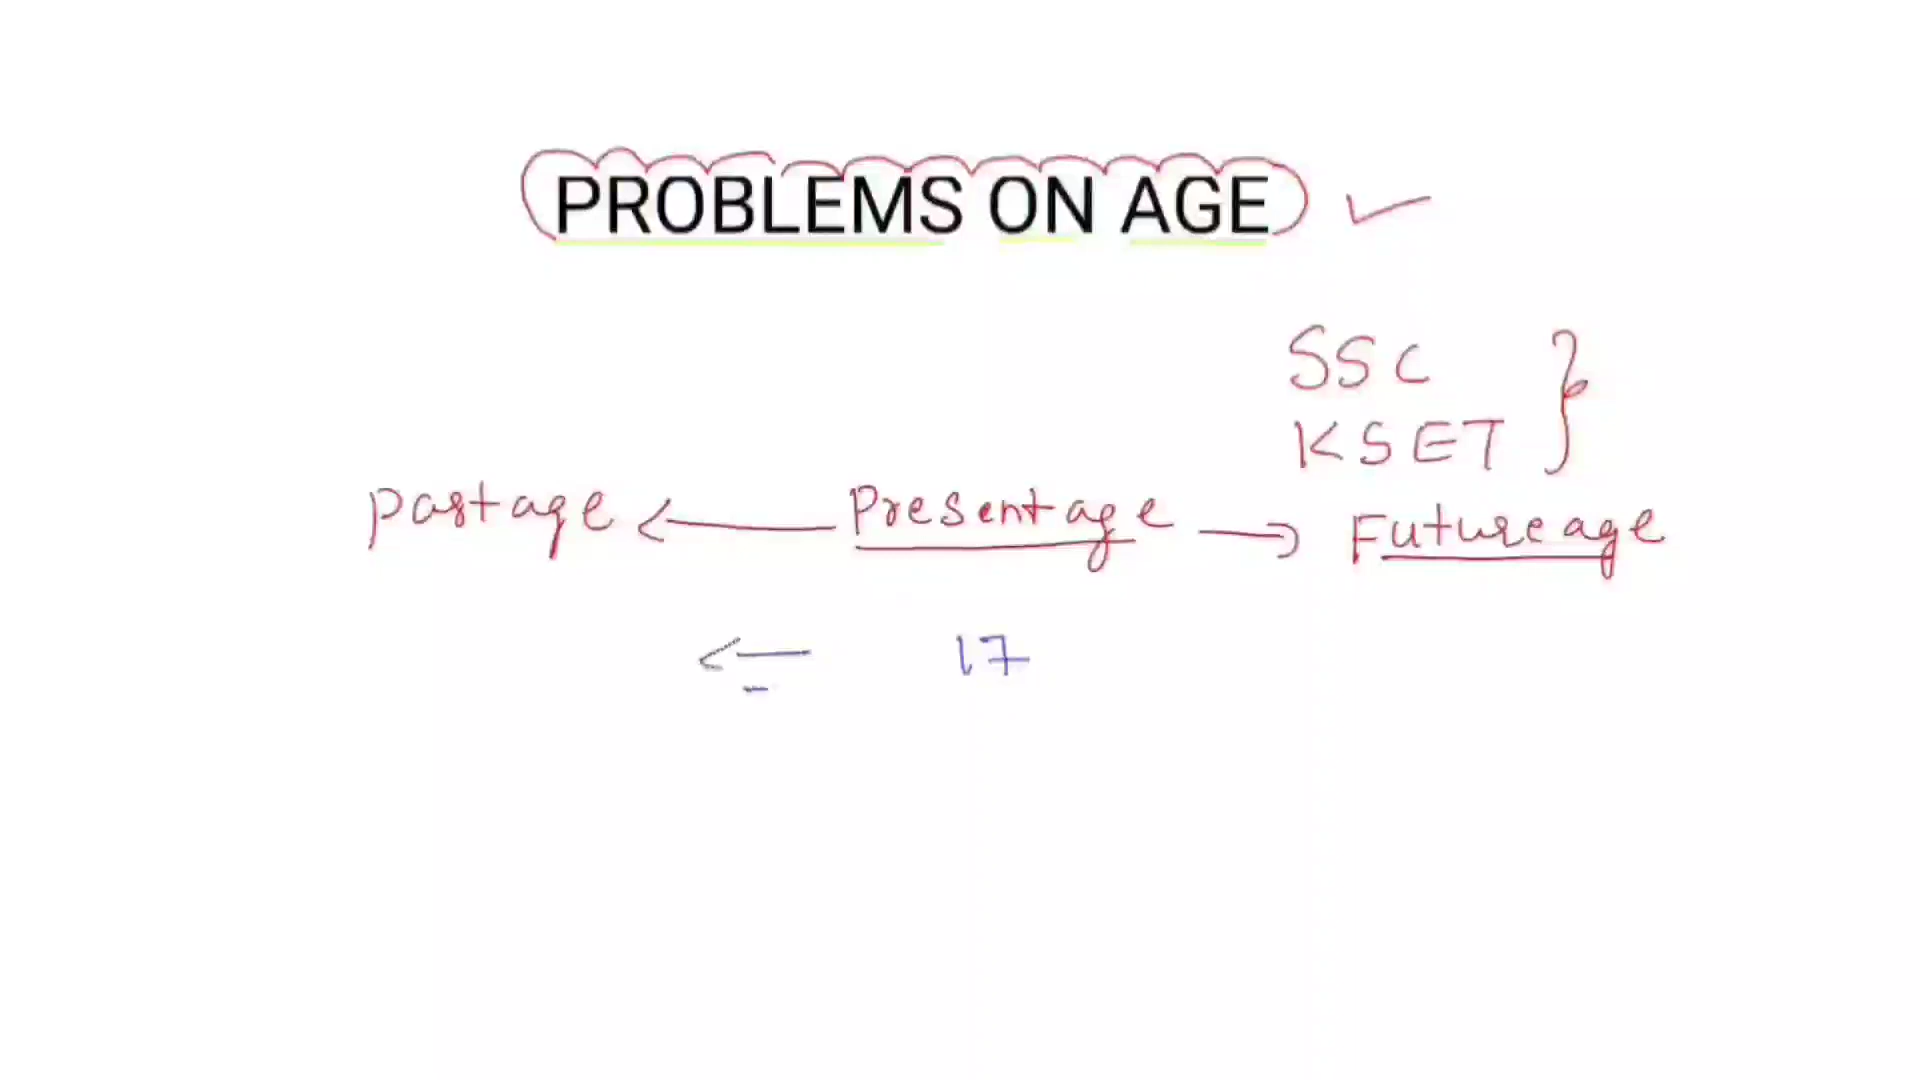 PROBLEMS ON AGE
SSC
KSET
Past age ← Present age → Future age
← 17
-